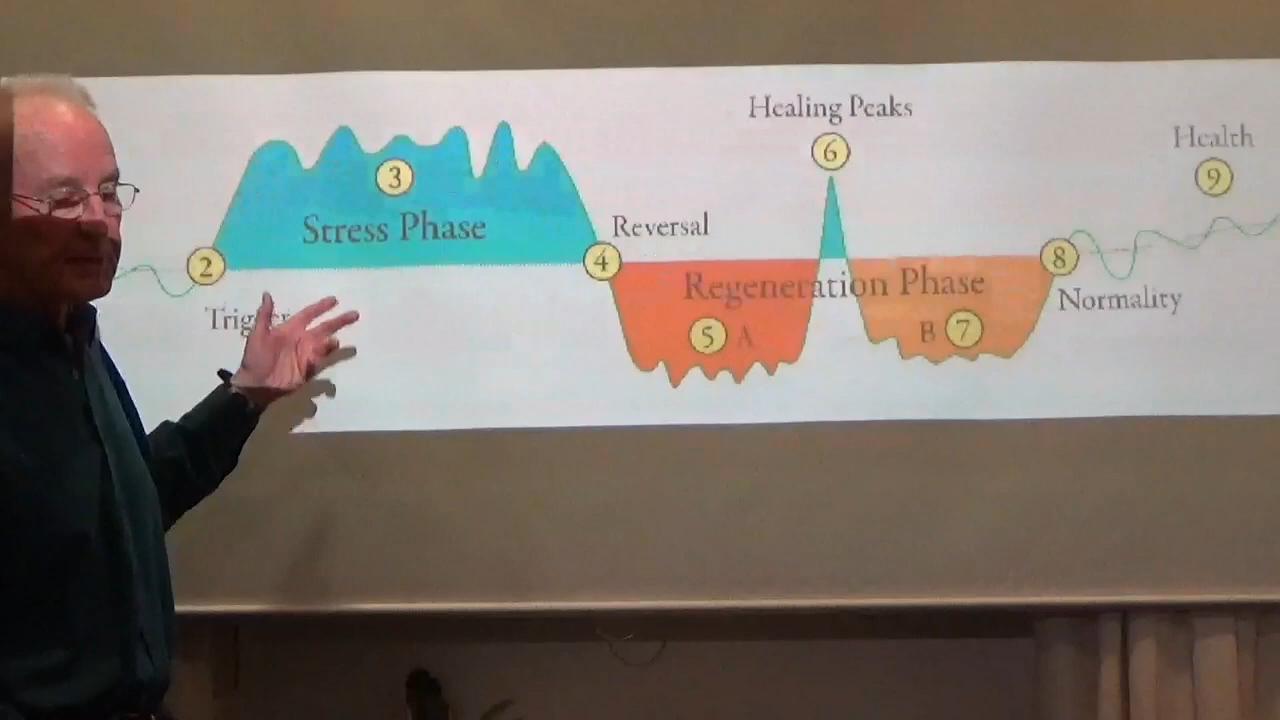 Healing Peaks
6
Health
9
3
Stress Phase
Reversal
2
4
8
Regeneration Phase
Normality
5 A
B 7